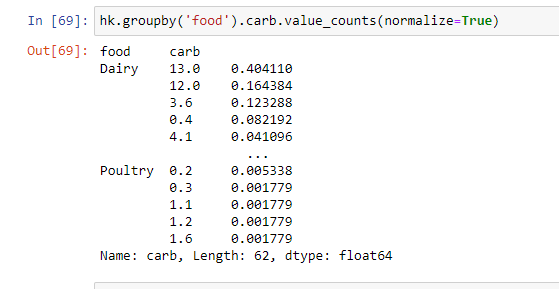 In [69]: hk.groupby('food').carb.value_counts(normalize=True)
Out[69]: food     carb
Dairy    13.0    0.404110
         12.0    0.164384
         3.6     0.123288
         0.4     0.082192
         4.1     0.041096
                   ...
Poultry  0.2     0.005338
         0.3     0.001779
         1.1     0.001779
         1.2     0.001779
         1.6     0.001779
Name: carb, Length: 62, dtype: float64